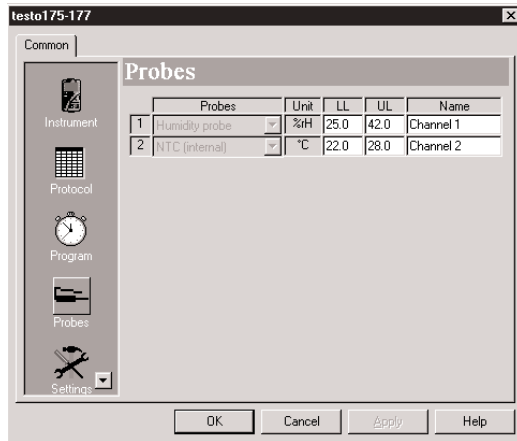 testo175-177
Common
Probes
Instrument
Protocol
Program
Probes
Settings
Probes Unit LL UL Name
1 Humidity probe %rH 25.0 42.0 Channel 1
2 NTC (internal) °C 22.0 28.0 Channel 2
OK Cancel Apply Help